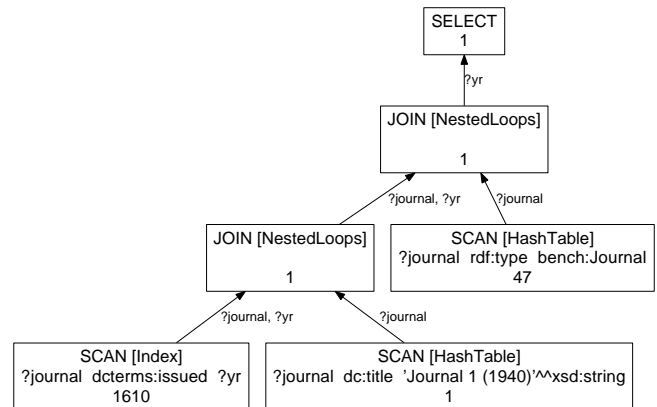 SELECT
1
?yr
JOIN [NestedLoops]
1
?journal, ?yr
?journal
JOIN [NestedLoops]
1
SCAN [HashTable]
?journal rdf:type bench:Journal
47
?journal, ?yr
?journal
SCAN [Index]
?journal dcterms:issued ?yr
1610
SCAN [HashTable]
?journal dc:title 'Journal 1 (1940)'^^xsd:string
1